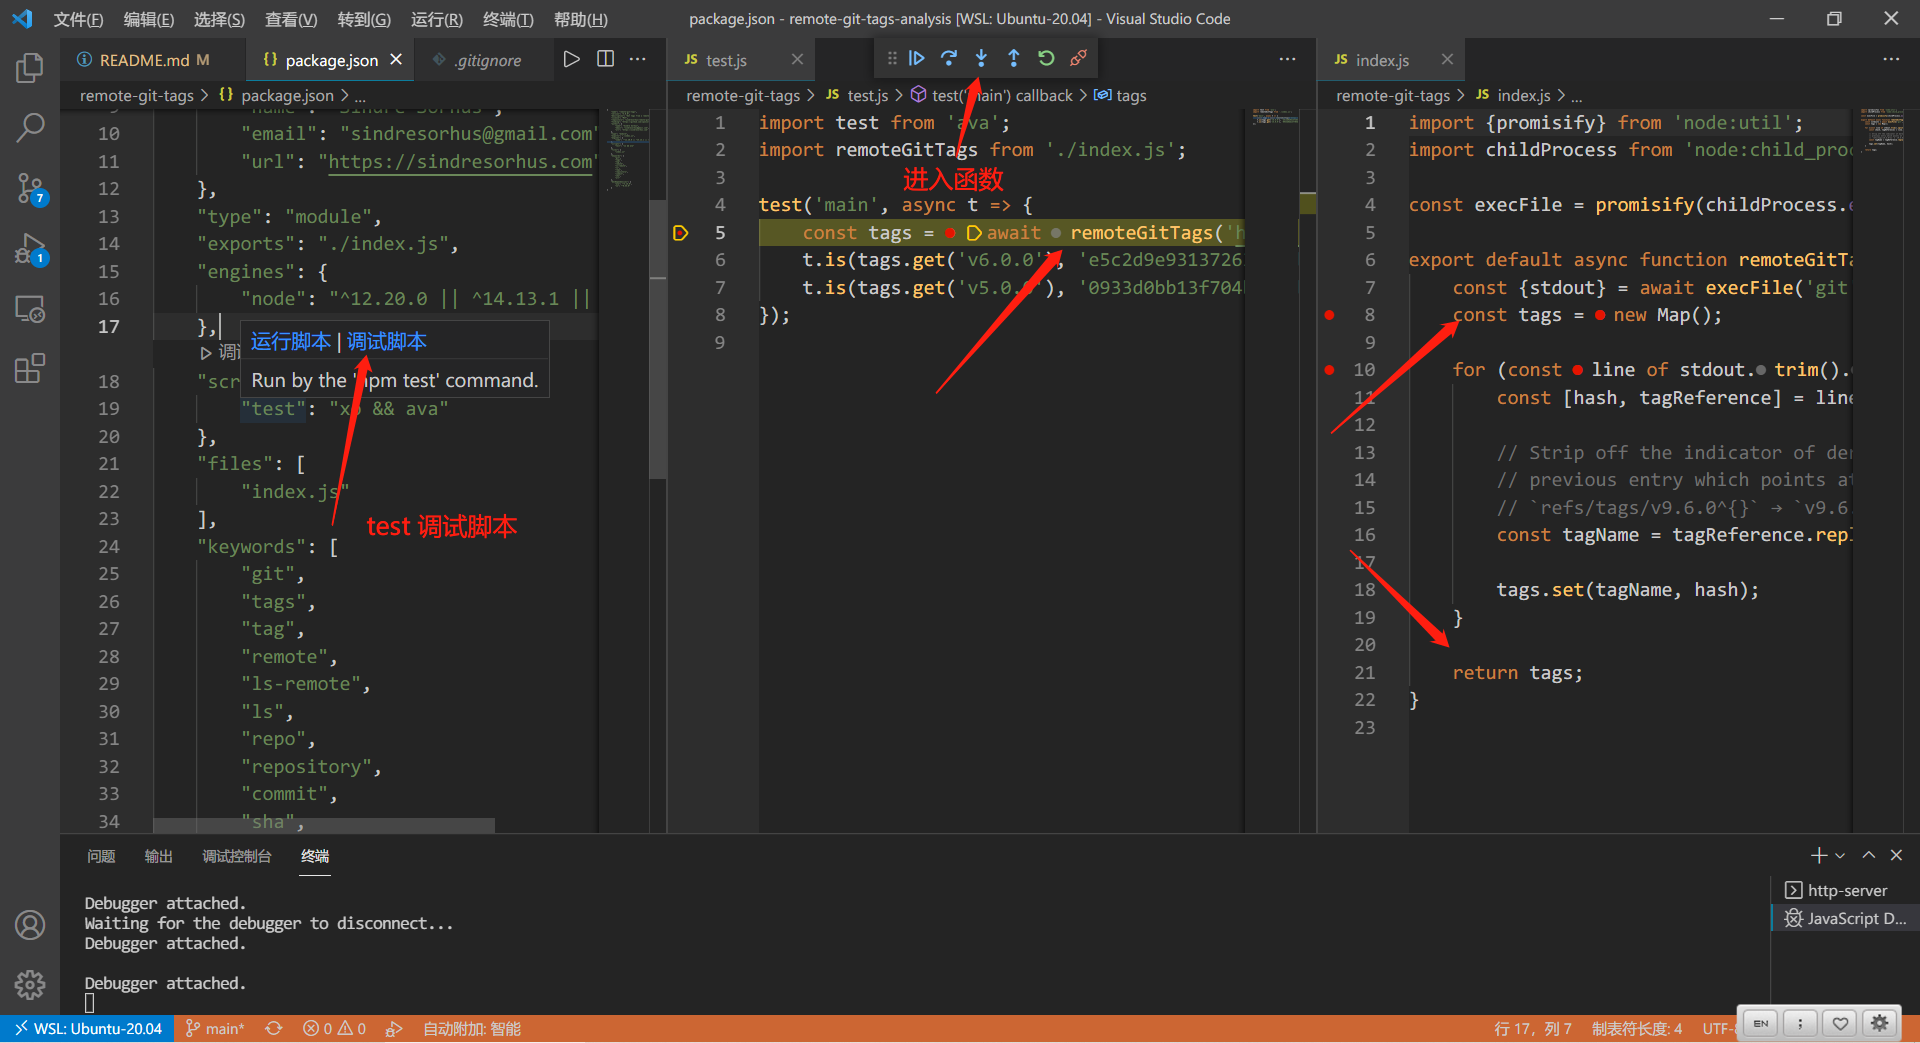 文件(F) 编辑(E) 选择(S) 查看(V) 转到(G) 运行(R) 终端(T) 帮助(H)
package.json - remote-git-tags-analysis [WSL: Ubuntu-20.04] - Visual Studio Code
README.md M
{} package.json
.gitignore
remote-git-tags > {} package.json > ...
"name": "Sindre Sorhus",
10 "email": "sindresorhus@gmail.com"
11 "url": "https://sindresorhus.com"
12 },
13 "type": "module",
14 "exports": "./index.js",
15 "engines": {
16 "node": "^12.20.0 || ^14.13.1 ||
17 },
运行脚本 | 调试脚本
Run by the 'npm test' command.
18 "scr
19 "test": "xo && ava"
20 },
21 "files": [
22 "index.js"
23 ],
test 调试脚本
24 "keywords": [
25 "git",
26 "tags",
27 "tag",
28 "remote",
29 "ls-remote",
30 "ls",
31 "repo",
32 "repository",
33 "commit",
34 "sha",
JS test.js
remote-git-tags > JS test.js > test('main') callback > tags
1 import test from 'ava';
2 import remoteGitTags from './index.js';
3
进入函数
4 test('main', async t => {
5 const tags = await remoteGitTags('h
6 t.is(tags.get('v6.0.0'), 'e5c2d9e9313726
7 t.is(tags.get('v5.0.0'), '0933d0bb13f704
8 });
9
JS index.js
remote-git-tags > JS index.js > ...
1 import {promisify} from 'node:util';
2 import childProcess from 'node:child_pro
3
4 const execFile = promisify(childProcess.
5
6 export default async function remoteGitTa
7 const {stdout} = await execFile('git
8 const tags = new Map();
9
10 for (const line of stdout.trim().
11 const [hash, tagReference] = line
12
13 // Strip off the indicator of de
14 // previous entry which points a
15 // `refs/tags/v9.6.0^{}` → `v9.6.
16 const tagName = tagReference.repl
17
18 tags.set(tagName, hash);
19 }
20
21 return tags;
22 }
23
7
1
问题 输出 调试控制台 终端
Debugger attached.
Waiting for the debugger to disconnect...
Debugger attached.
Debugger attached.
http-server
JavaScript D...
WSL: Ubuntu-20.04 main* 0 0 自动附加: 智能
行 17，列 7 制表符长度: 4 UTF-
EN ;